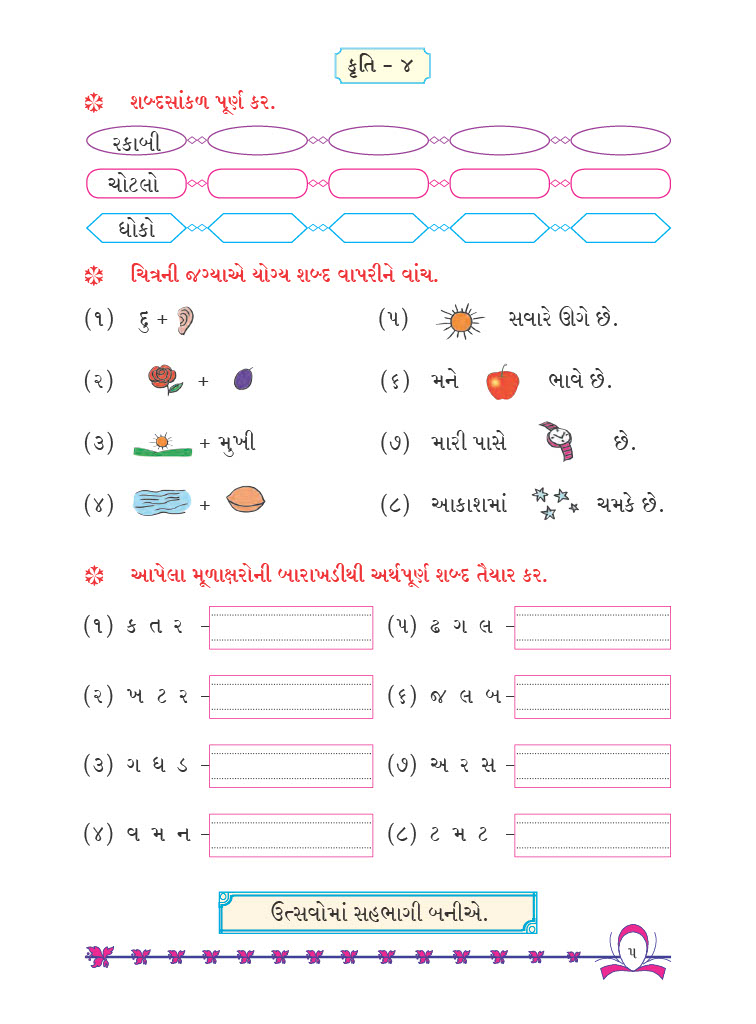 કૃતિ - ૪
શબ્દસાંકળ પૂર્ણ કર.
રકાબી
ચોટલો
ધોકો
ચિત્રની જગ્યાએ યોગ્ય શબ્દ વાપરીને વાંચ.
(૧) દુ +
(૨) +
(૩) + મુખી
(૪) +
(૫) સવારે ઊગે છે.
(૬) મને ભાવે છે.
(૭) મારી પાસે છે.
(૮) આકાશમાં ચમકે છે.
આપેલા મૂળાક્ષરોની બારાખડીથી અર્થપૂર્ણ શબ્દ તૈયાર કર.
(૧) ક ત ર –
(૨) ખ ટ ર –
(૩) ગ ઘ ડ –
(૪) વ મ ન –
(૫) ઢ ગ લ –
(૬) જ લ બ –
(૭) અ ર સ –
(૮) ટ મ ટ –
ઉત્સવોમાં સહભાગી બનીએ.
૫